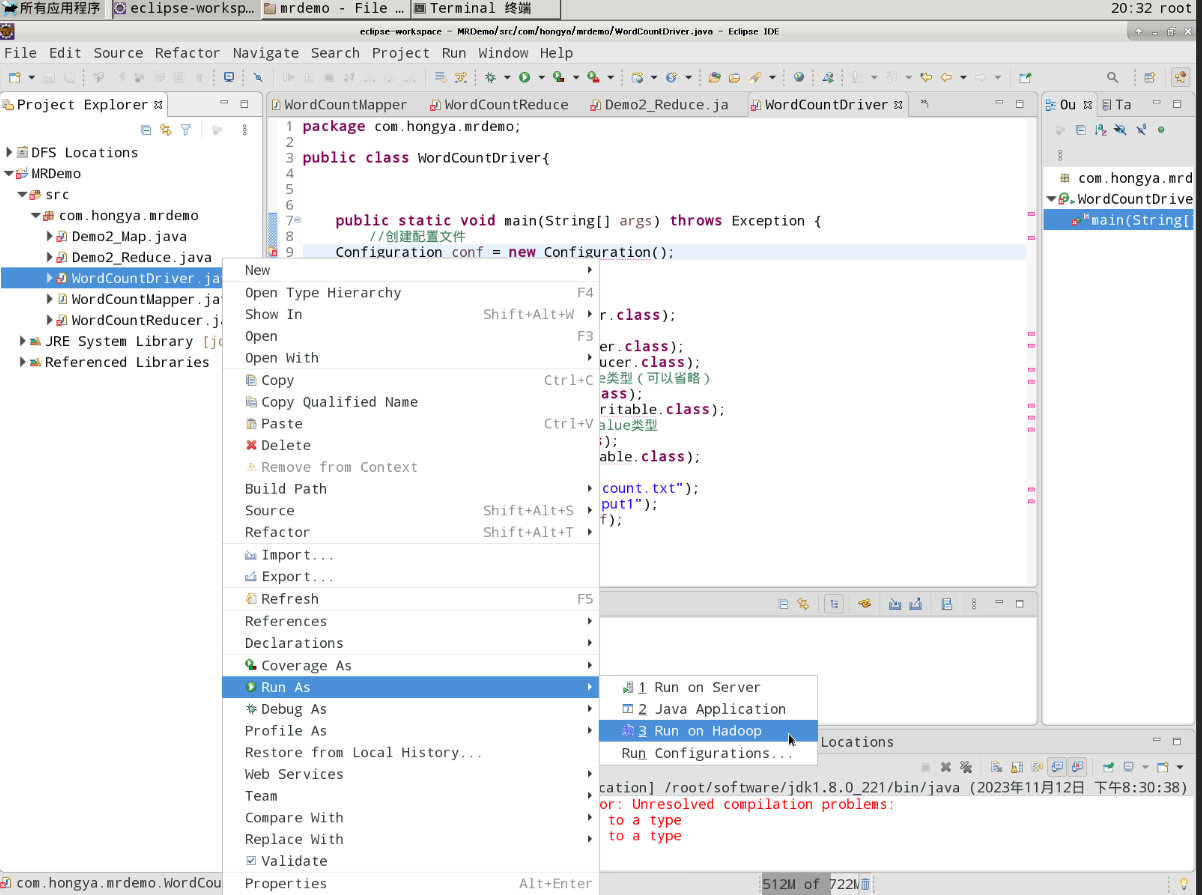 所有应用程序 eclipse-worksp... mrdemo - File ... Terminal 终端 20:32 root
eclipse-workspace - MRDemo/src/com/hongya/mrdemo/WordCountDriver.java - Eclipse IDE
File Edit Source Refactor Navigate Search Project Run Window Help
Project Explorer
WordCountMapper WordCountReduce Demo2_Reduce.ja WordCountDriver
Ou Ta
DFS Locations
MRDemo
src
com.hongya.mrdemo
Demo2_Map.java
Demo2_Reduce.java
WordCountDriver.ja
WordCountMapper.ja
WordCountReducer.j
JRE System Library [j
Referenced Libraries
1 package com.hongya.mrdemo;
2
3 public class WordCountDriver{
4
5
6
7 public static void main(String[] args) throws Exception {
8 //创建配置文件
9 Configuration conf = new Configuration();
r.class);
er.class);
ucer.class);
e类型（可以省略）
ass);
ritable.class);
alue类型
);
able.class);
count.txt");
put1");
f);
com.hongya.mrd
WordCountDrive
main(String[
New
Open Type Hierarchy F4
Show In Shift+Alt+W
Open F3
Open With
Copy Ctrl+C
Copy Qualified Name
Paste Ctrl+V
Delete
Remove from Context
Build Path
Source Shift+Alt+S
Refactor Shift+Alt+T
Import...
Export...
Refresh F5
References
Declarations
Coverage As
Run As
Debug As
Profile As
Restore from Local History...
Web Services
Team
Compare With
Replace With
Validate
Properties Alt+Enter
1 Run on Server
2 Java Application
3 Run on Hadoop
Run Configurations...
Locations
cation] /root/software/jdk1.8.0_221/bin/java (2023年11月12日 下午8:30:38)
or: Unresolved compilation problems:
to a type
to a type
com.hongya.mrdemo.WordCou
512M of 722M